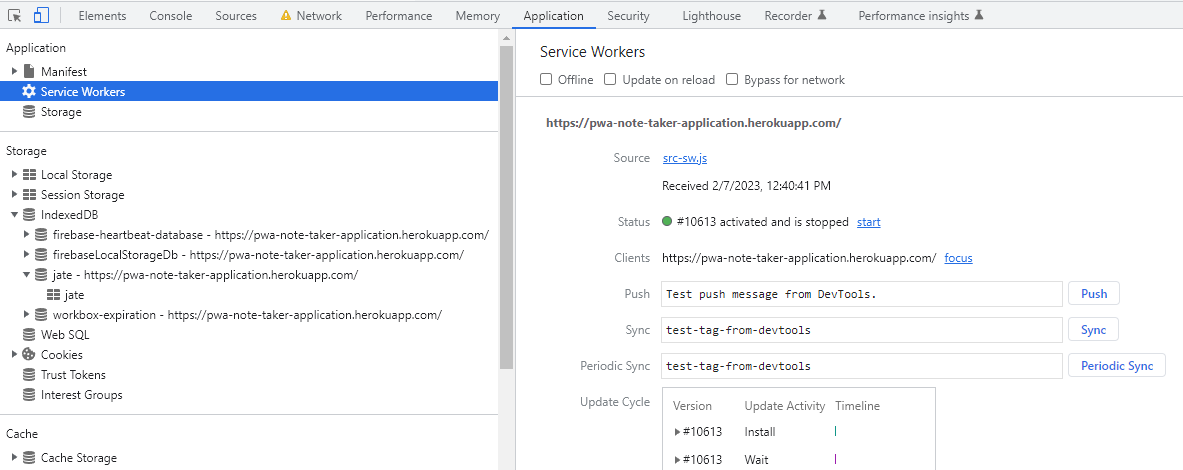 Elements Console Sources Network Performance Memory Application Security Lighthouse Recorder Performance insights
Application
Manifest
Service Workers
Storage
Storage
Local Storage
Session Storage
IndexedDB
firebase-heartbeat-database - https://pwa-note-taker-application.herokuapp.com/
firebaseLocalStorageDb - https://pwa-note-taker-application.herokuapp.com/
jate - https://pwa-note-taker-application.herokuapp.com/
jate
workbox-expiration - https://pwa-note-taker-application.herokuapp.com/
Web SQL
Cookies
Trust Tokens
Interest Groups
Cache
Cache Storage
Service Workers
Offline Update on reload Bypass for network
https://pwa-note-taker-application.herokuapp.com/
Source src-sw.js
Received 2/7/2023, 12:40:41 PM
Status #10613 activated and is stopped start
Clients https://pwa-note-taker-application.herokuapp.com/ focus
Push Test push message from DevTools. Push
Sync test-tag-from-devtools Sync
Periodic Sync test-tag-from-devtools Periodic Sync
Update Cycle Version Update Activity Timeline
#10613 Install
#10613 Wait